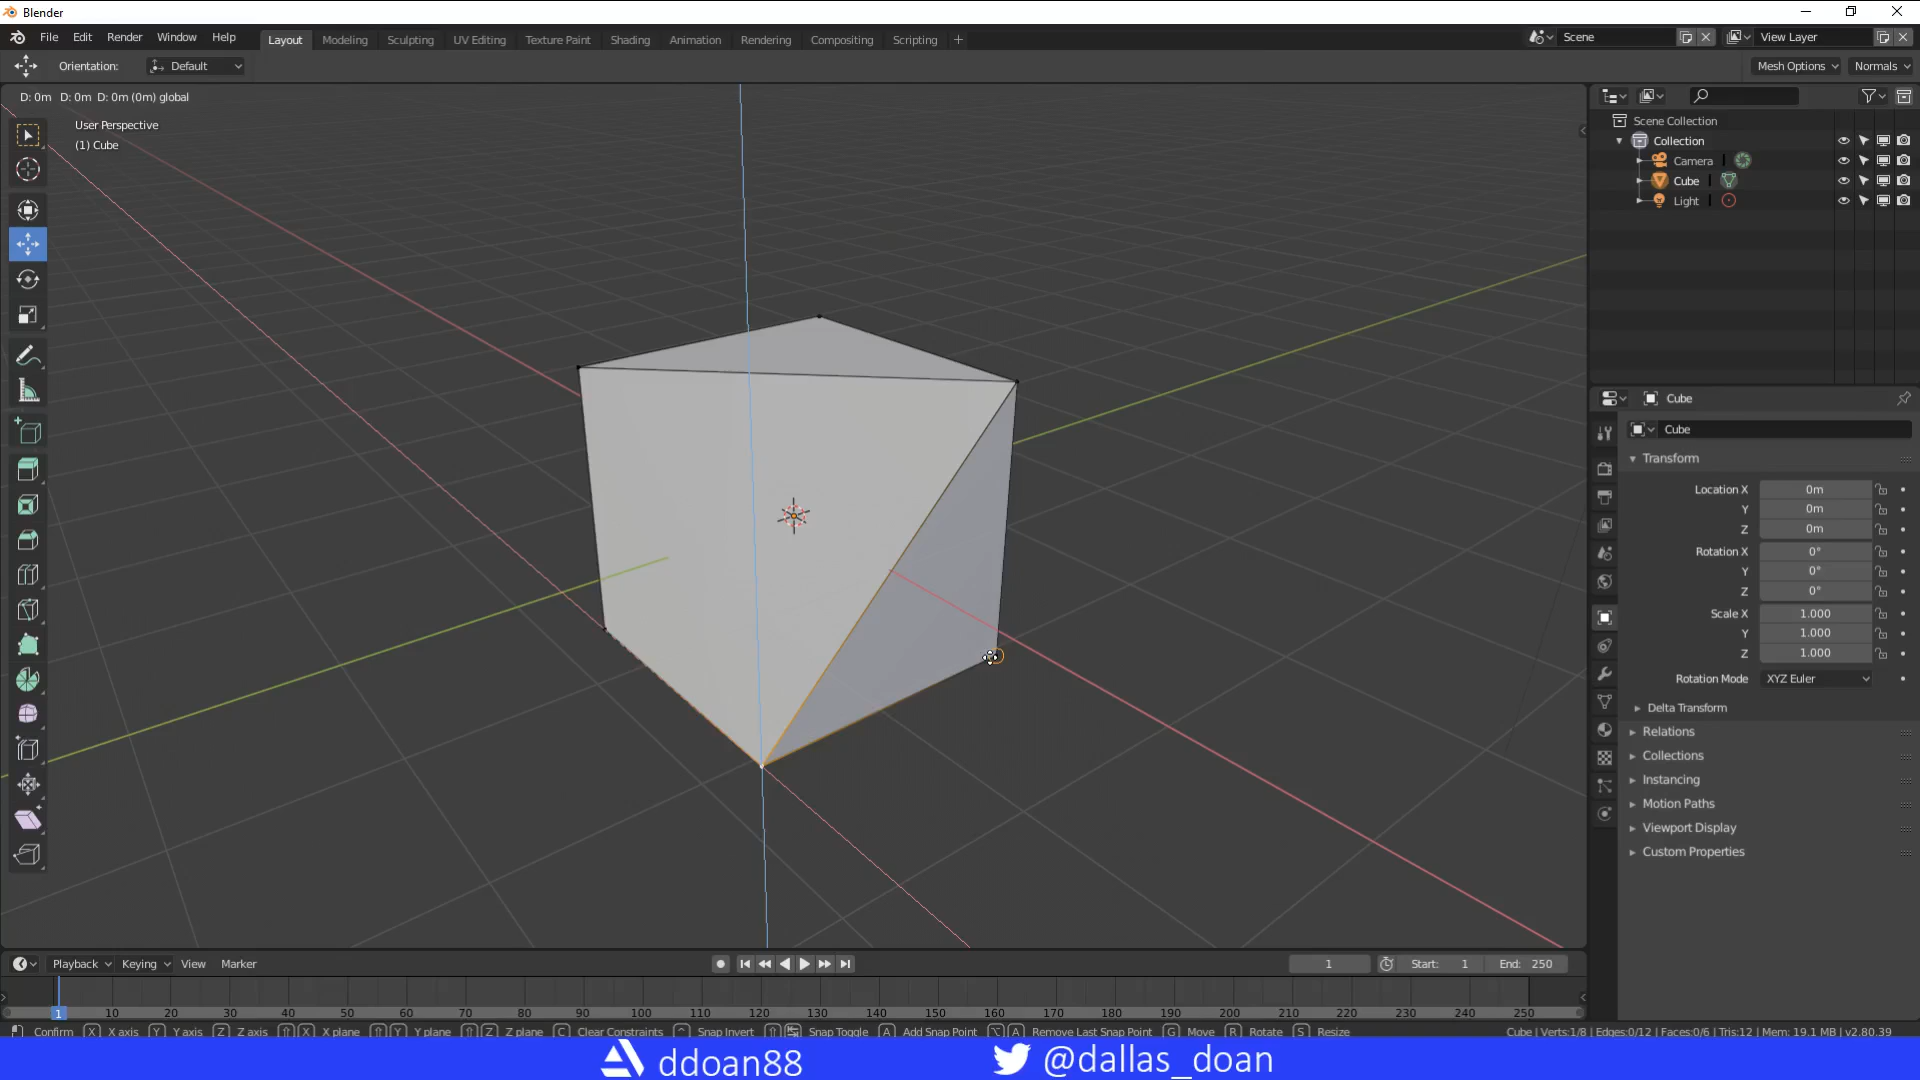 Blender
File Edit Render Window Help Layout Modeling Sculpting UV Editing Texture Paint Shading Animation Rendering Compositing Scripting + Scene View Layer
Orientation: Default Mesh Options Normals
D: 0m D: 0m D: 0m (0m) global
User Perspective
(1) Cube
Scene Collection
Collection
Camera
Cube
Light
Cube
Cube
Transform
Location X 0m
Y 0m
Z 0m
Rotation X 0°
Y 0°
Z 0°
Scale X 1.000
Y 1.000
Z 1.000
Rotation Mode XYZ Euler
Delta Transform
Relations
Collections
Instancing
Motion Paths
Viewport Display
Custom Properties
Playback Keying View Marker 1 Start: 1 End: 250
1 10 20 30 40 50 60 70 80 90 100 110 120 130 140 150 160 170 180 190 200 210 220 230 240 250
Confirm X X axis Y Y axis Z Z axis X X plane Y Y plane Z Z plane C Clear Constraints Snap Invert Snap Toggle A Add Snap Point A Remove Last Snap Point G Move R Rotate S Resize Cube | Verts:1/8 | Edges:0/12 | Faces:0/6 | Tris:12 | Mem: 19.1 MB | v2.80.39
ddoan88 @dallas_doan